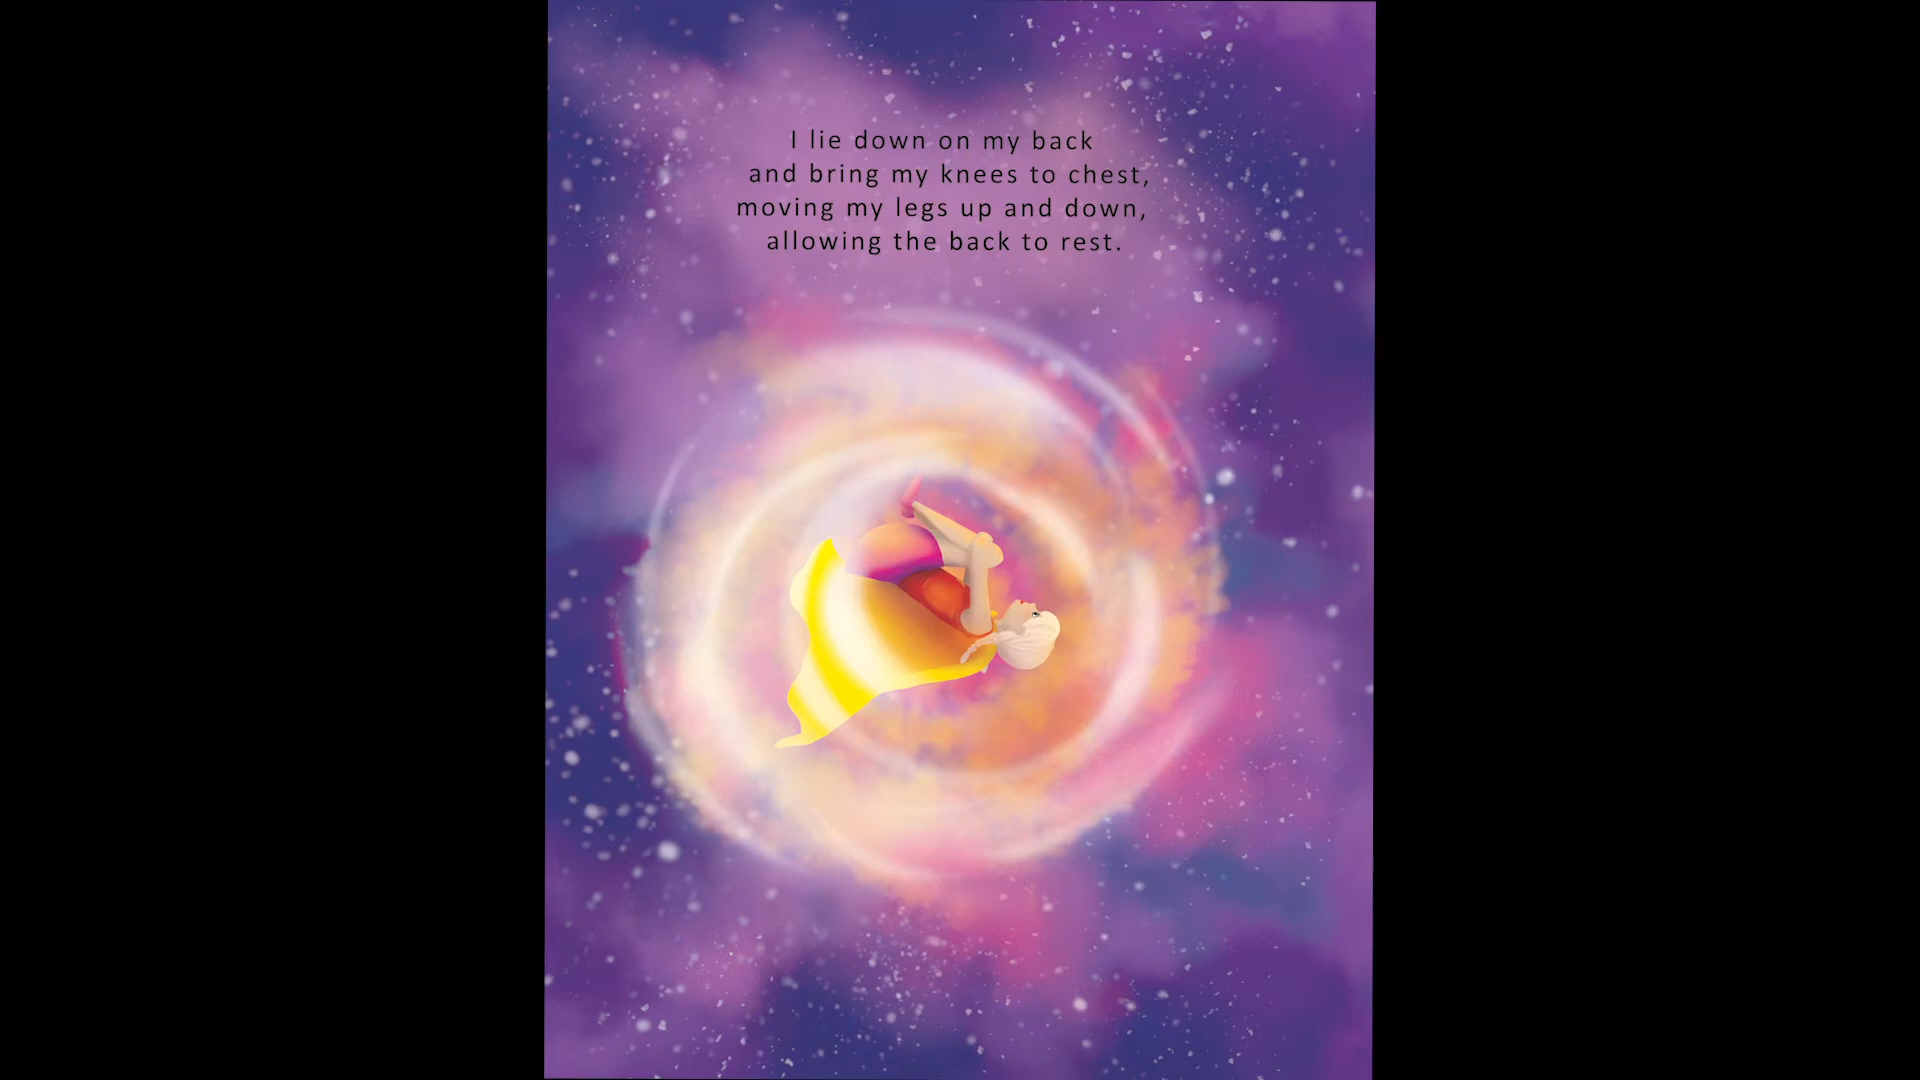 I lie down on my back
and bring my knees to chest,
moving my legs up and down,
allowing the back to rest.